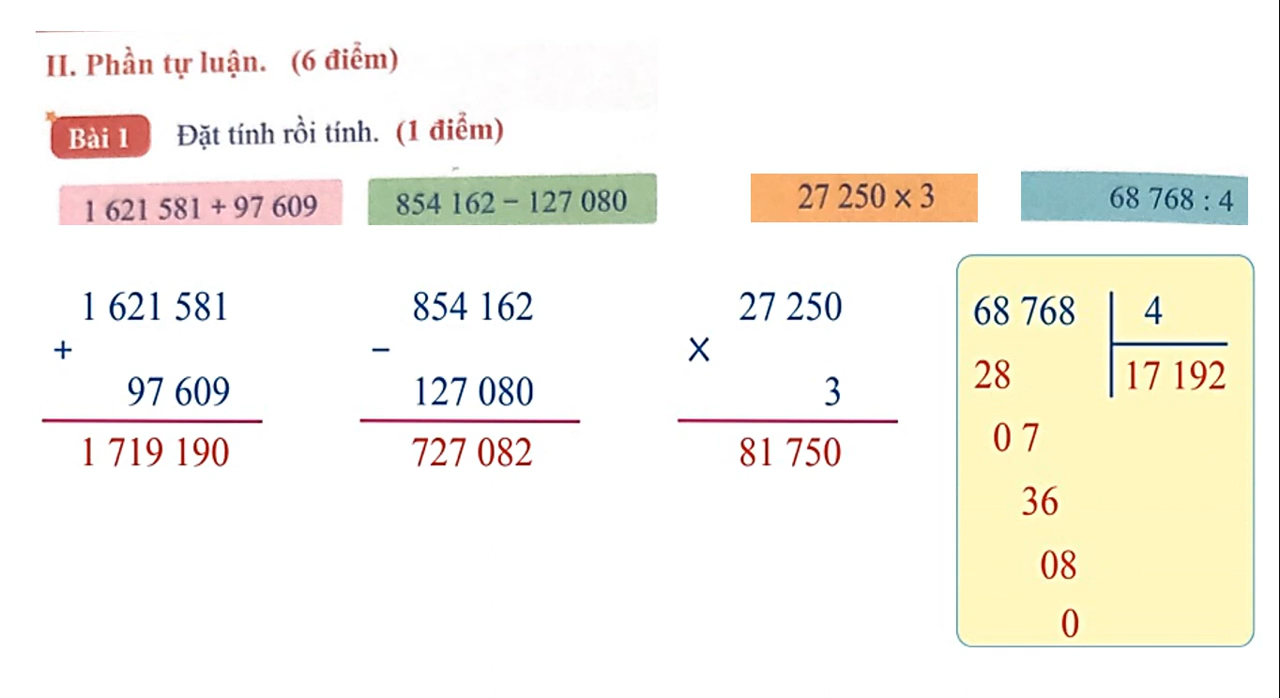 II. Phần tự luận. (6 điểm)
Bài 1 Đặt tính rồi tính. (1 điểm)
1 621 581 + 97 609
854 162 − 127 080
27 250 × 3
68 768 : 4
1 621 581
+
97 609
1 719 190
854 162
−
127 080
727 082
27 250
×
3
81 750
68 768 4
28 17 192
0 7
36
08
0